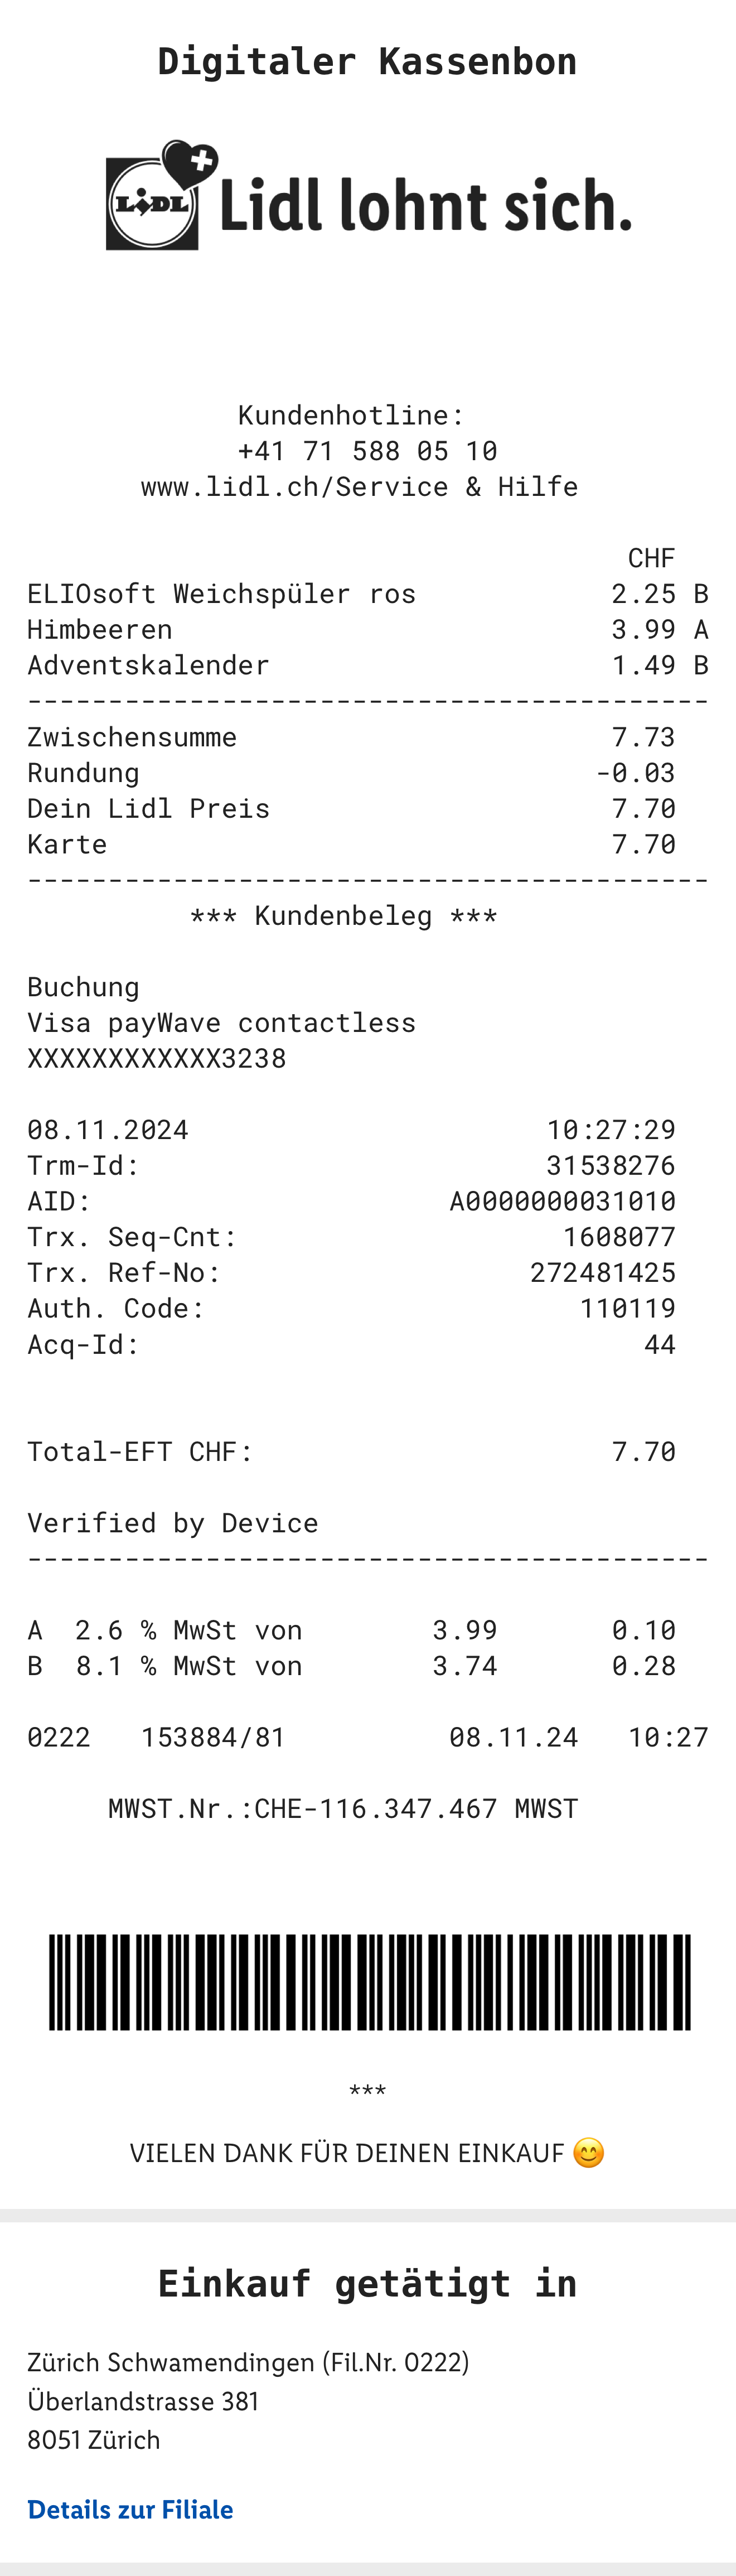 Digitaler Kassenbon
LIDL Lidl lohnt sich.
Kundenhotline:
+41 71 588 05 10
www.lidl.ch/Service & Hilfe
CHF
ELIOsoft Weichspüler ros 2.25 B
Himbeeren 3.99 A
Adventskalender 1.49 B
------------------------------------------
Zwischensumme 7.73
Rundung -0.03
Dein Lidl Preis 7.70
Karte 7.70
------------------------------------------
*** Kundenbeleg ***
Buchung
Visa payWave contactless
XXXXXXXXXXXX3238
08.11.2024 10:27:29
Trm-Id: 31538276
AID: A0000000031010
Trx. Seq-Cnt: 1608077
Trx. Ref-No: 272481425
Auth. Code: 110119
Acq-Id: 44
Total-EFT CHF: 7.70
Verified by Device
------------------------------------------
A 2.6 % MwSt von 3.99 0.10
B 8.1 % MwSt von 3.74 0.28
0222 153884/81 08.11.24 10:27
MWST.Nr.:CHE-116.347.467 MWST
***
VIELEN DANK FÜR DEINEN EINKAUF 😊
Einkauf getätigt in
Zürich Schwamendingen (Fil.Nr. 0222)
Überlandstrasse 381
8051 Zürich
Details zur Filiale